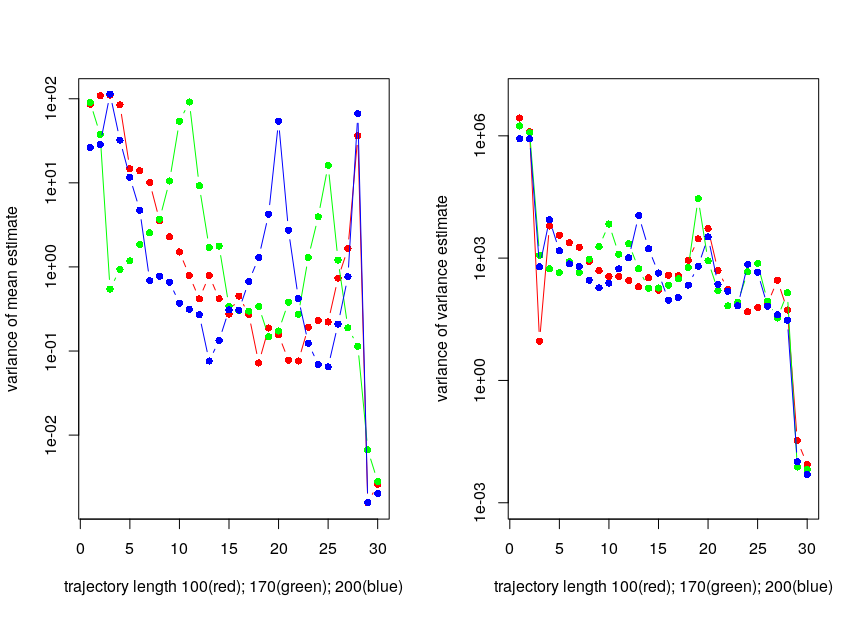 variance of mean estimate
1e+02
1e+01
1e+00
1e-01
1e-02
0 5 10 15 20 25 30
trajectory length 100(red); 170(green); 200(blue)
variance of variance estimate
1e+06
1e+03
1e+00
1e-03
0 5 10 15 20 25 30
trajectory length 100(red); 170(green); 200(blue)